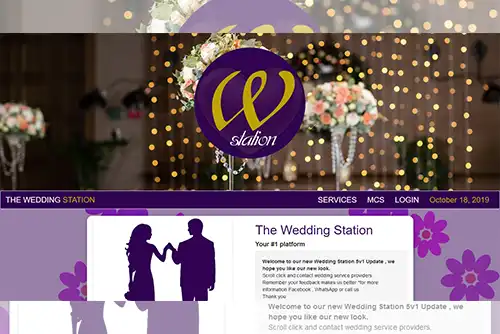 W
station
THE WEDDING STATION
SERVICES MCS LOGIN October 18, 2019
The Wedding Station
Your #1 platform
Welcome to our new Wedding Station 5v1 Update , we
hope you like our new look.
Scroll click and contact wedding service providers.
Remember your feedback makes us better "for more
information Facebook , WhatsApp or call us
Thank you
Welcome to our new Wedding Station 5v1 Update , we
hope you like our new look.
Scroll click and contact wedding service providers.